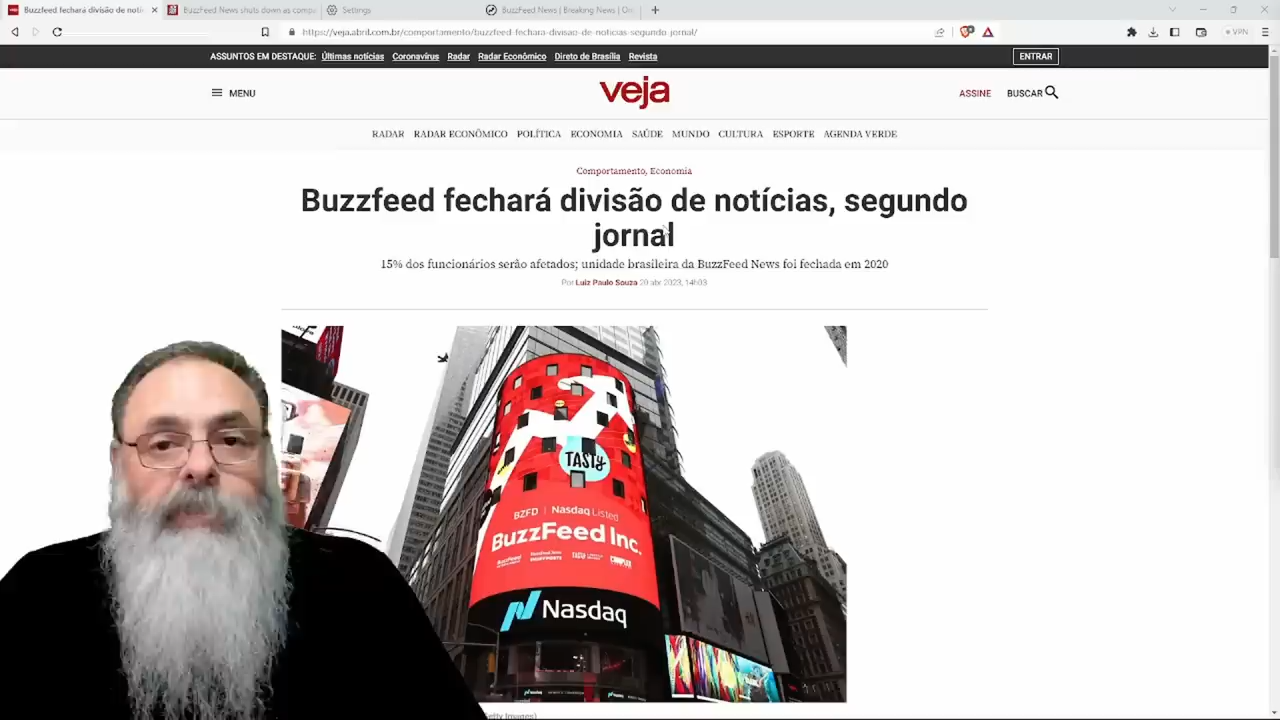 Buzzfeed fechará divisão de notí
BuzzFeed News shuts down as comp
Settings
BuzzFeed News | Breaking News | Ori
https://veja.abril.com.br/comportamento/buzzfeed-fechara-divisao-de-noticias-segundo-jornal/
VPN
ASSUNTOS EM DESTAQUE: Últimas notícias Coronavírus Radar Radar Econômico Direto de Brasília Revista
ENTRAR
MENU
veja
ASSINE BUSCAR
RADAR RADAR ECONÔMICO POLÍTICA ECONOMIA SAÚDE MUNDO CULTURA ESPORTE AGENDA VERDE
Comportamento, Economia
Buzzfeed fechará divisão de notícias, segundo
jornal
15% dos funcionários serão afetados; unidade brasileira da BuzzFeed News foi fechada em 2020
Por Luiz Paulo Souza 20 abr 2023, 14h03
TASTY
BZFD | Nasdaq Listed
BuzzFeed Inc.
Nasdaq
etty Images)